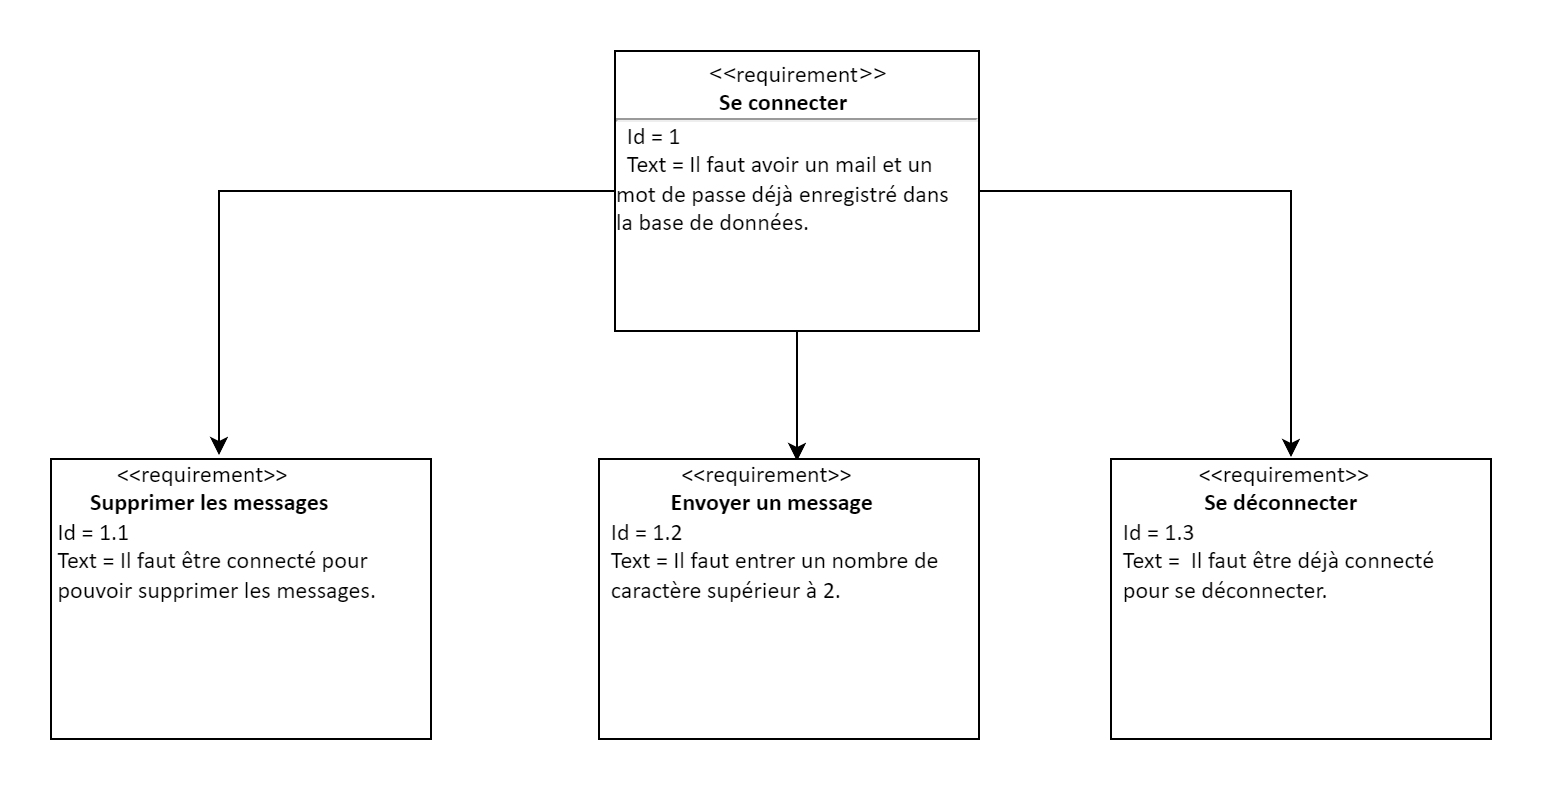 <<requirement>>
Se connecter
Id = 1
Text = Il faut avoir un mail et un
mot de passe déjà enregistré dans
la base de données.
<<requirement>>
Supprimer les messages
Id = 1.1
Text = Il faut être connecté pour
pouvoir supprimer les messages.
<<requirement>>
Envoyer un message
Id = 1.2
Text = Il faut entrer un nombre de
caractère supérieur à 2.
<<requirement>>
Se déconnecter
Id = 1.3
Text =  Il faut être déjà connecté
pour se déconnecter.